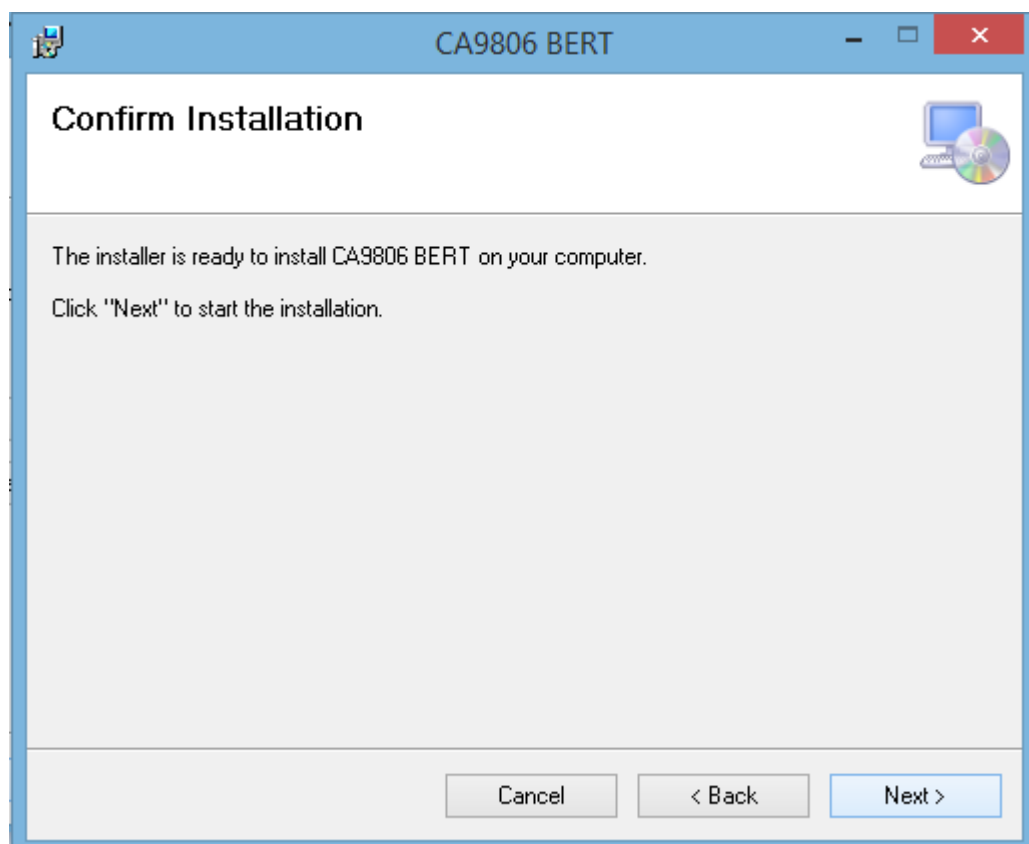 CA9806 BERT
Confirm Installation
The installer is ready to install CA9806 BERT on your computer.
Click "Next" to start the installation.
Cancel
< Back
Next >